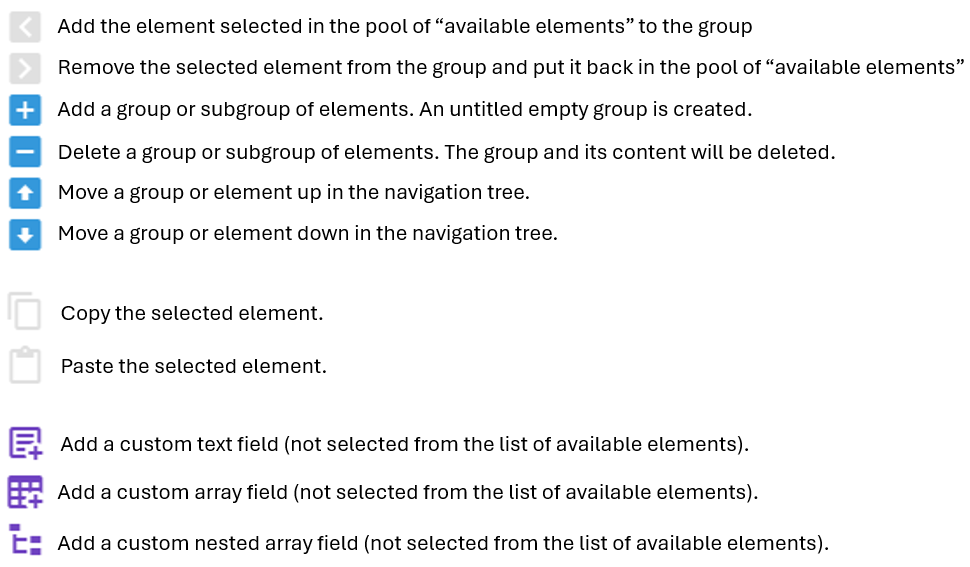 Add the element selected in the pool of “available elements” to the group
Remove the selected element from the group and put it back in the pool of “available elements”
Add a group or subgroup of elements. An untitled empty group is created.
Delete a group or subgroup of elements. The group and its content will be deleted.
Move a group or element up in the navigation tree.
Move a group or element down in the navigation tree.
Copy the selected element.
Paste the selected element.
Add a custom text field (not selected from the list of available elements).
Add a custom array field (not selected from the list of available elements).
Add a custom nested array field (not selected from the list of available elements).